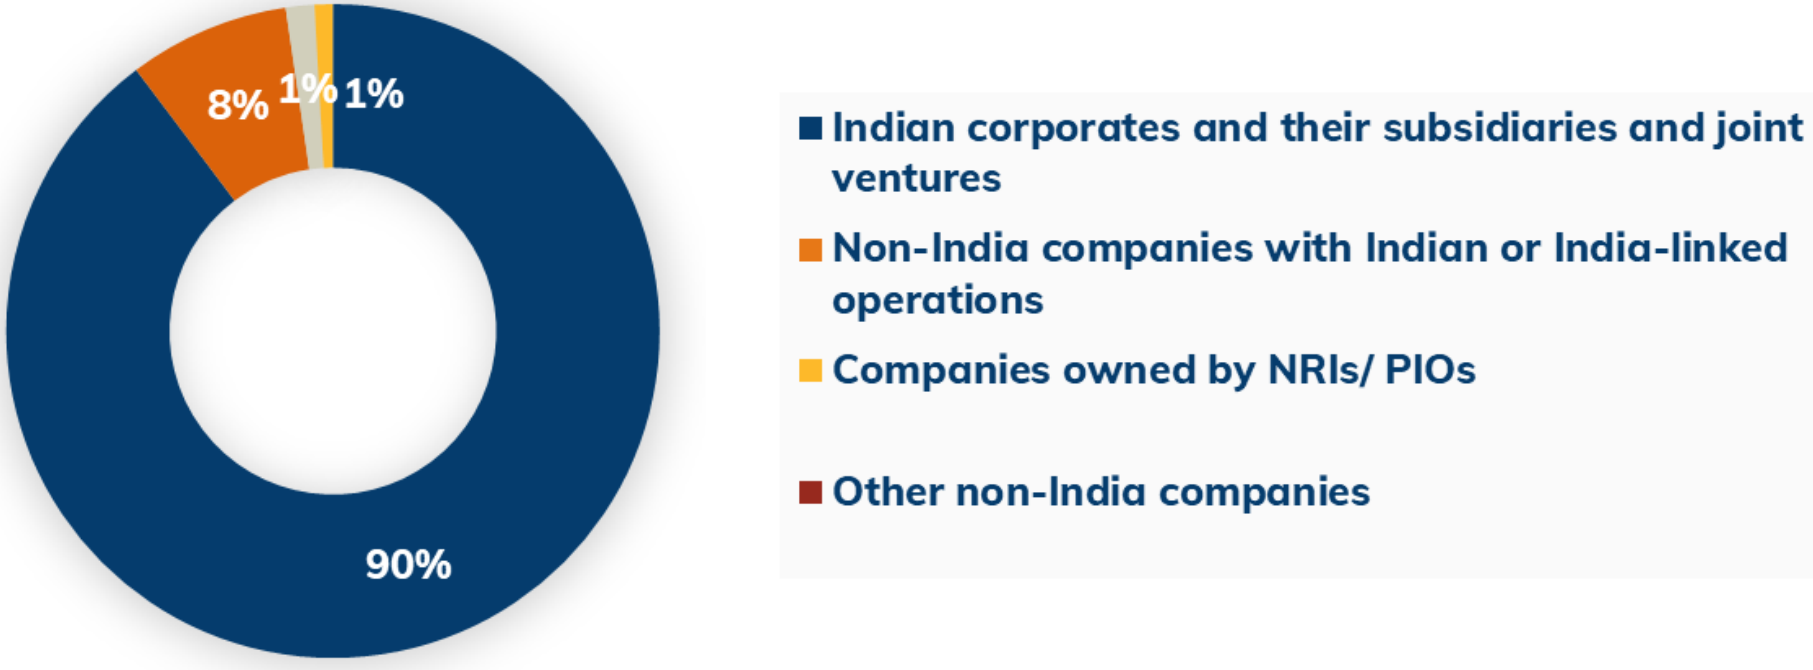 8%
1%
1%
90%
Indian corporates and their subsidiaries and joint
ventures
Non-India companies with Indian or India-linked
operations
Companies owned by NRIs/ PIOs
Other non-India companies